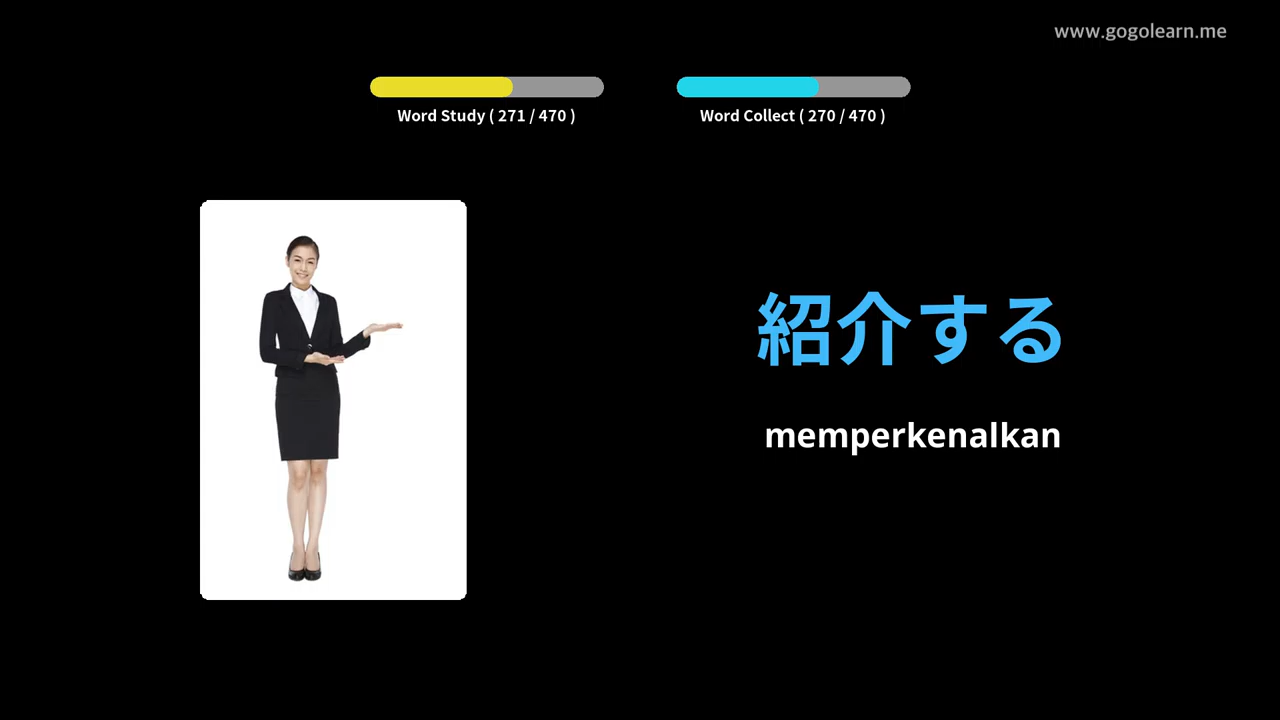 www.gogolearn.me
Word Study ( 271 / 470 )
Word Collect ( 270 / 470 )
紹介する
memperkenalkan